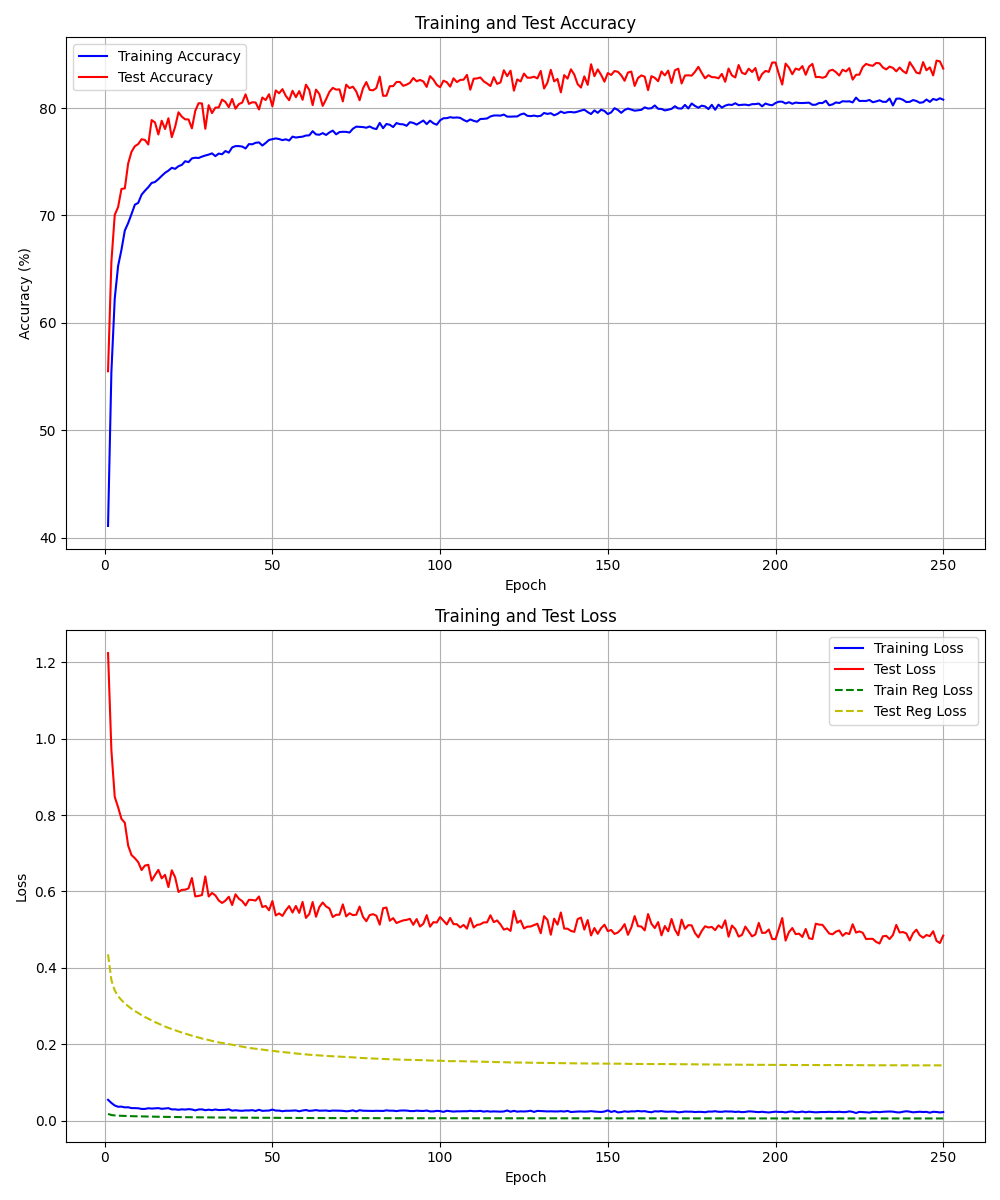 Training and Test Accuracy
Training Accuracy
Test Accuracy
Accuracy (%)
80
70
60
50
40
0 50 100 150 200 250
Epoch
Training and Test Loss
Training Loss
Test Loss
Train Reg Loss
Test Reg Loss
Loss
1.2
1.0
0.8
0.6
0.4
0.2
0.0
0 50 100 150 200 250
Epoch